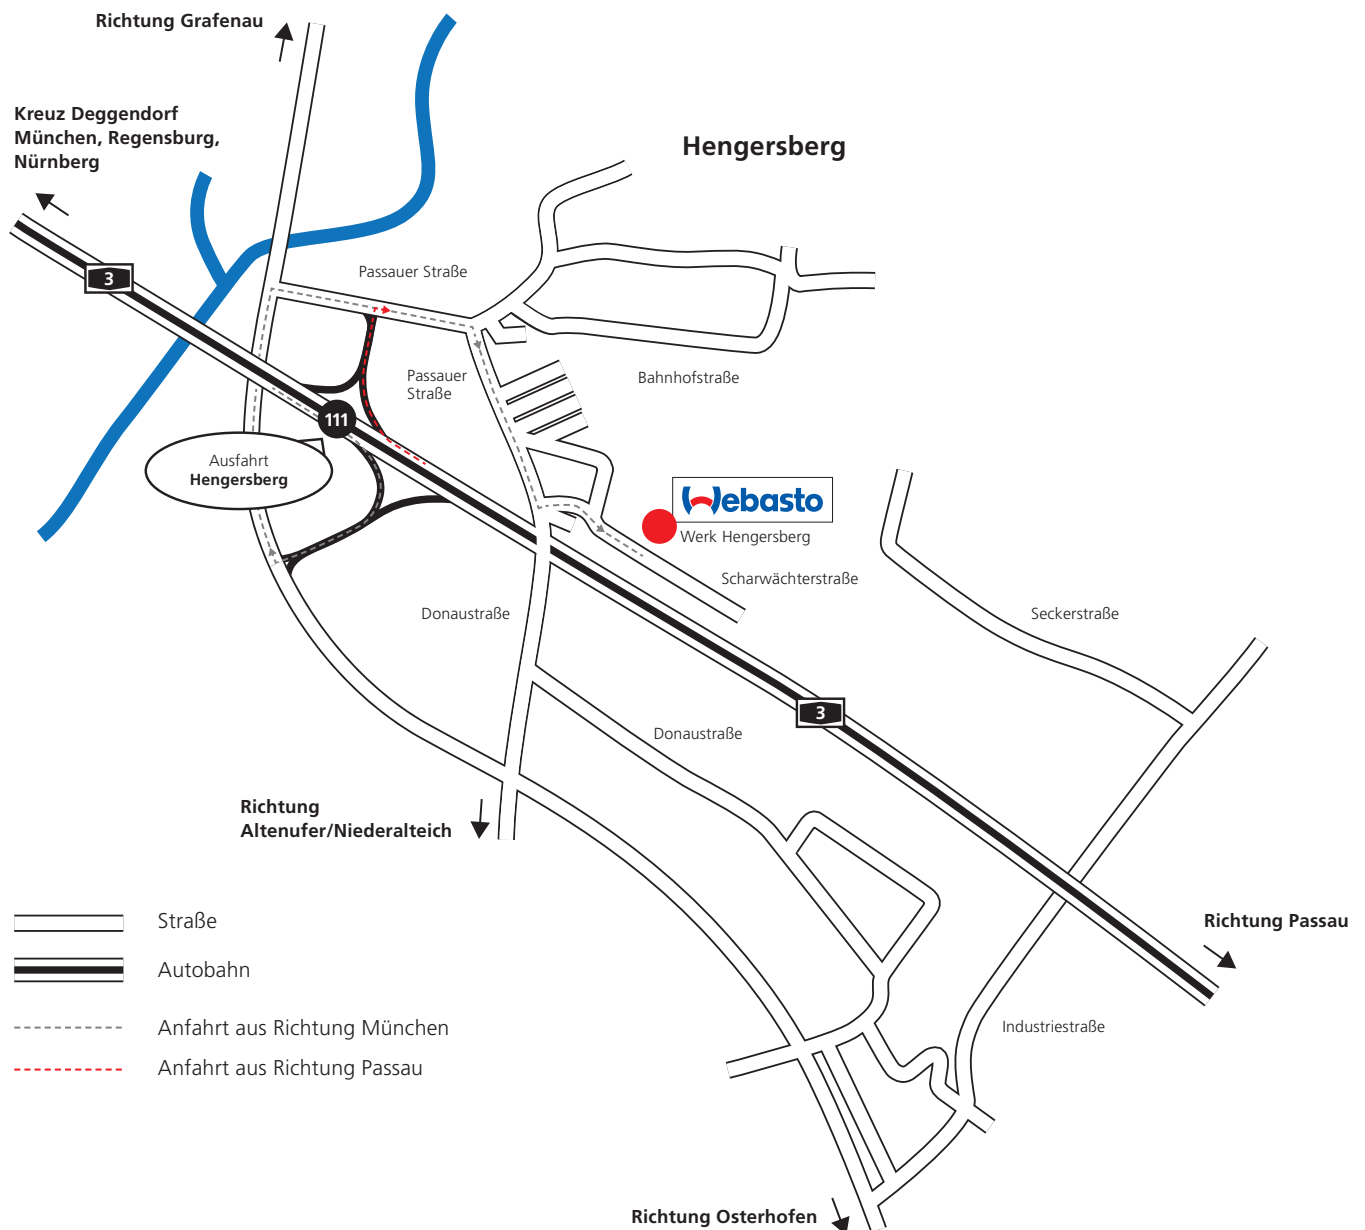 Richtung Grafenau
Kreuz Deggendorf
München, Regensburg,
Nürnberg
Hengersberg
3
Passauer Straße
Passauer
Straße
Bahnhofstraße
111
Ausfahrt
Hengersberg
Webasto
Werk Hengersberg
Scharwächterstraße
Donaustraße
Seckerstraße
3
Donaustraße
Richtung
Altenufer/Niederalteich
Straße
Richtung Passau
Autobahn
Anfahrt aus Richtung München
Industriestraße
Anfahrt aus Richtung Passau
Richtung Osterhofen